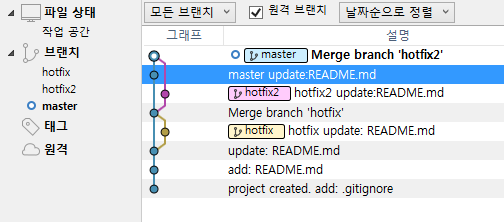 파일 상태
작업 공간
브랜치
hotfix
hotfix2
master
태그
원격
모든 브랜치 원격 브랜치 날짜순으로 정렬
그래프 설명
master Merge branch 'hotfix2'
master update:README.md
hotfix2 hotfix2 update:README.md
Merge branch 'hotfix'
hotfix hotfix update: README.md
update: README.md
add: README.md
project created. add: .gitignore